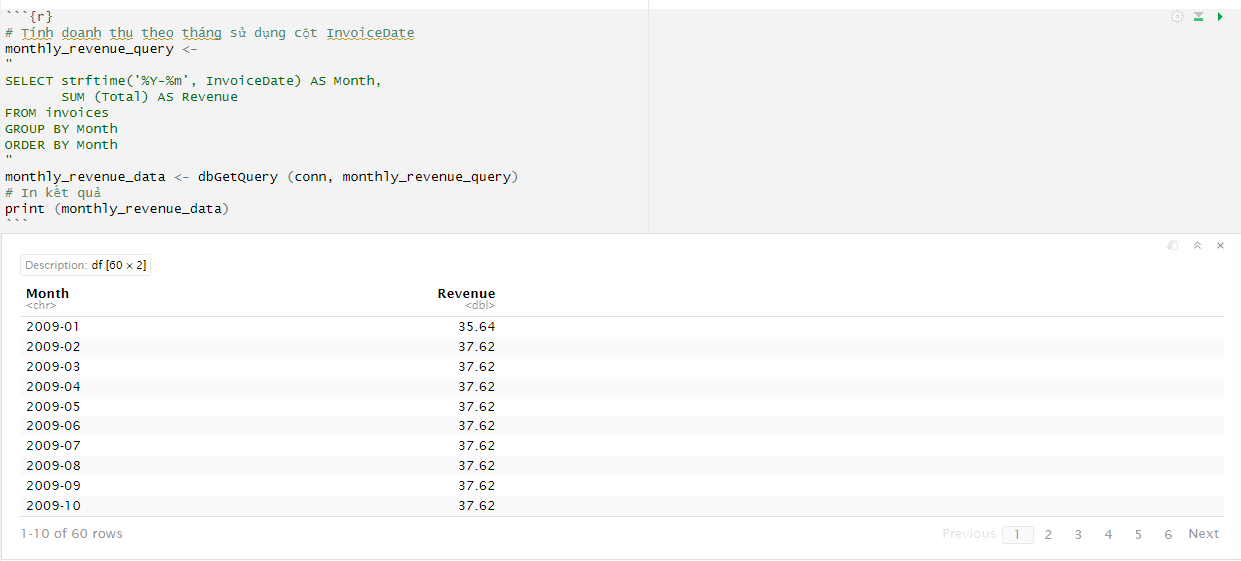 ```{r}
# Tính doanh thu theo tháng sử dụng cột InvoiceDate
monthly_revenue_query <-
"
SELECT strftime('%Y-%m', InvoiceDate) AS Month,
       SUM (Total) AS Revenue
FROM invoices
GROUP BY Month
ORDER BY Month
"
monthly_revenue_data <- dbGetQuery (conn, monthly_revenue_query)
# In kết quả
print (monthly_revenue_data)
```
Description: df [60 × 2]
Month Revenue
<chr> <dbl>
2009-01 35.64
2009-02 37.62
2009-03 37.62
2009-04 37.62
2009-05 37.62
2009-06 37.62
2009-07 37.62
2009-08 37.62
2009-09 37.62
2009-10 37.62
1-10 of 60 rows Previous 1 2 3 4 5 6 Next